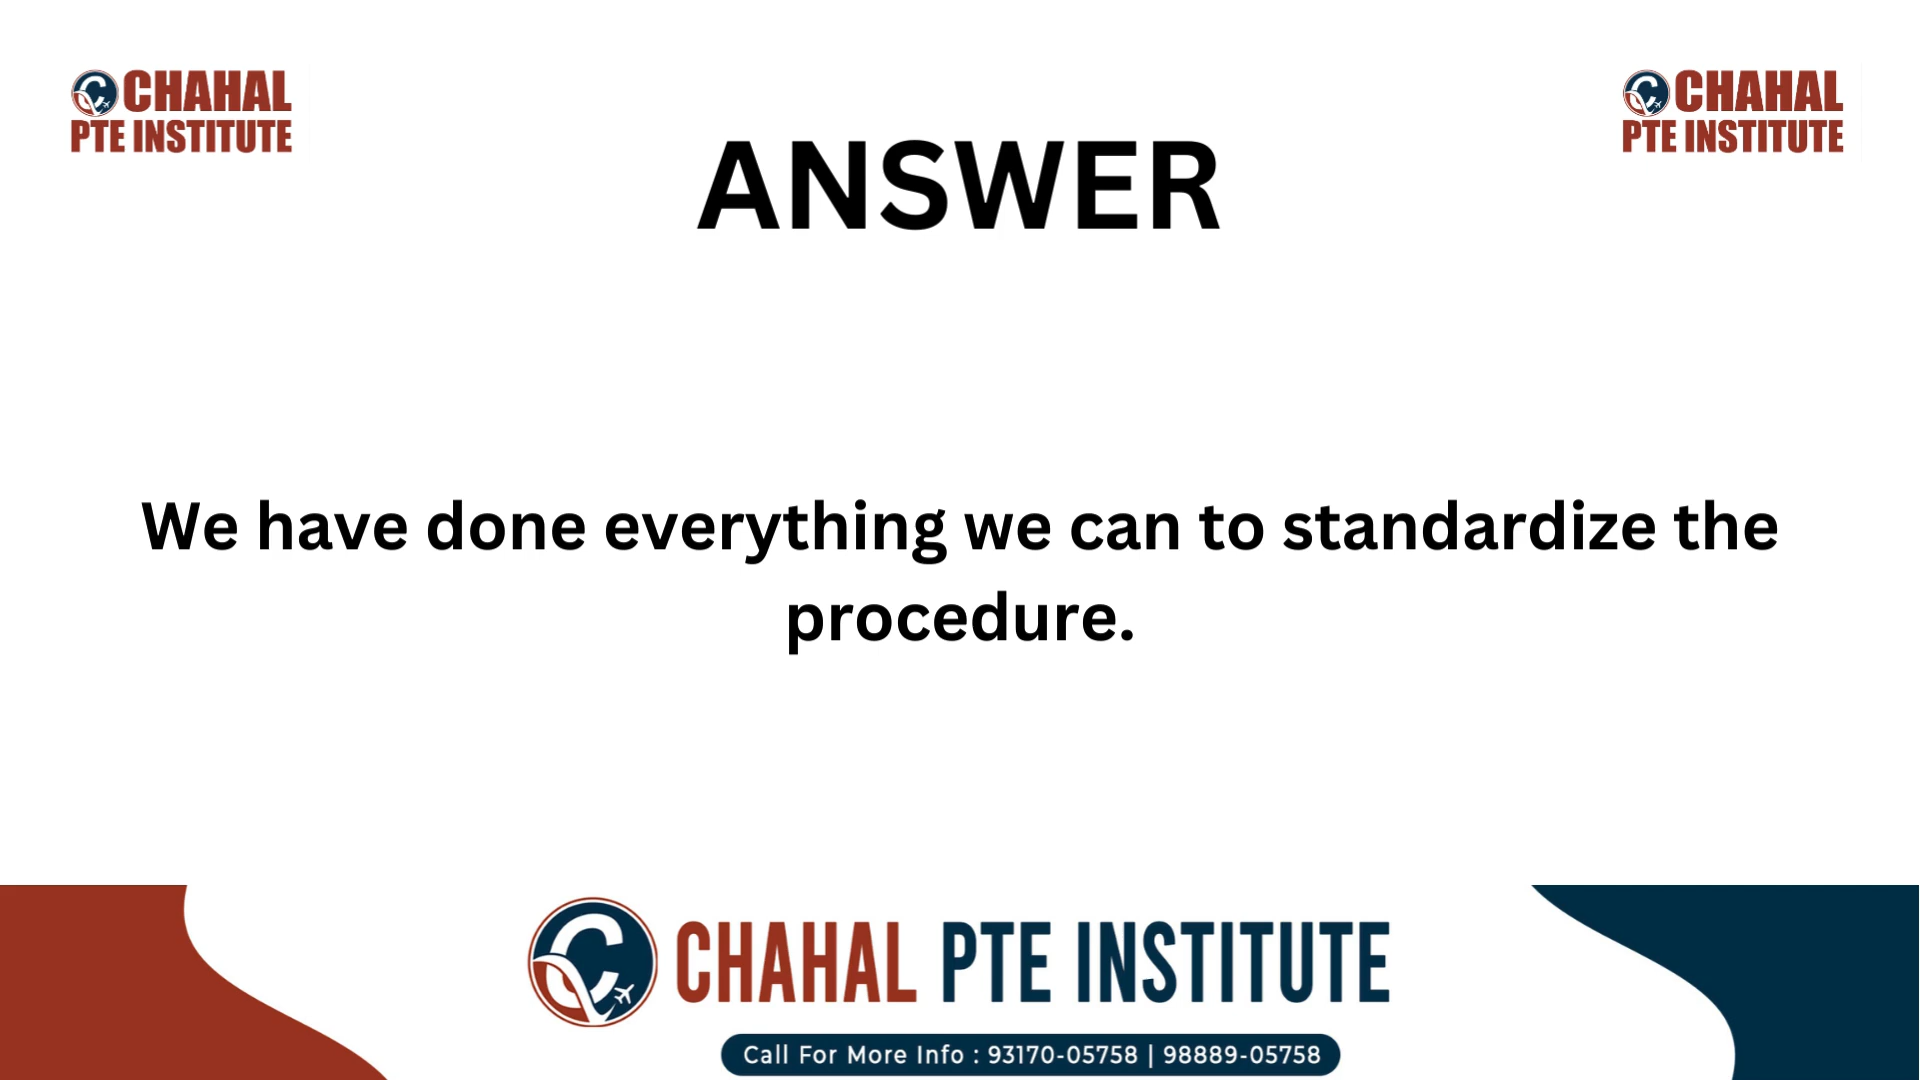 CHAHAL
PTE INSTITUTE
CHAHAL
PTE INSTITUTE
ANSWER
We have done everything we can to standardize the
procedure.
CHAHAL PTE INSTITUTE
Call For More Info : 93170-05758 | 98889-05758